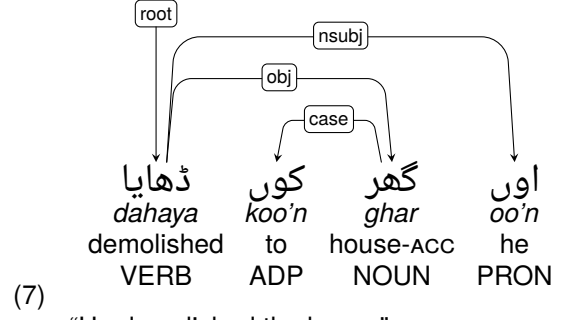 root
nsubj
obj
case
اوں گھر کوں ڈھایا
dahaya koo'n ghar oo'n
demolished to house-ACC he
VERB ADP NOUN PRON
(7)